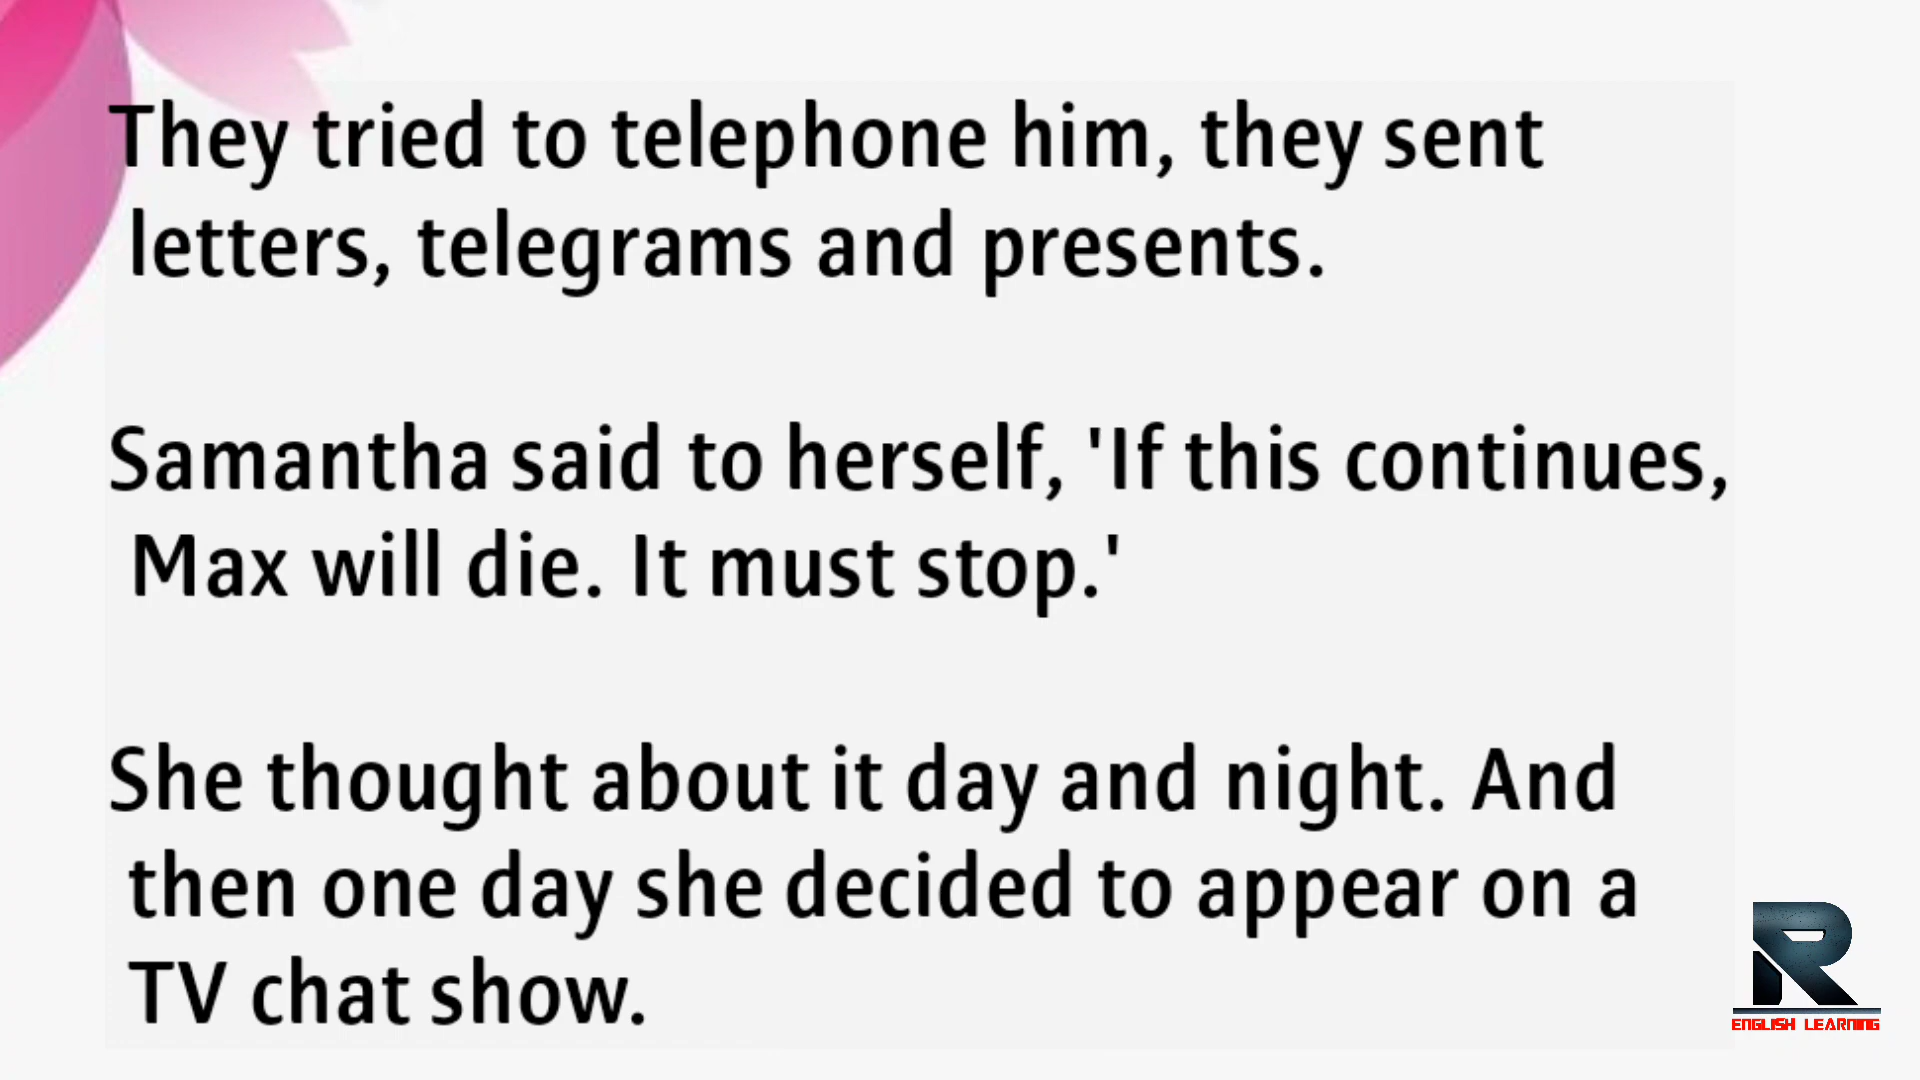 They tried to telephone him, they sent
letters, telegrams and presents.
Samantha said to herself, 'If this continues,
Max will die. It must stop.'
She thought about it day and night. And
then one day she decided to appear on a
TV chat show.
R
ENGLISH LEARNING